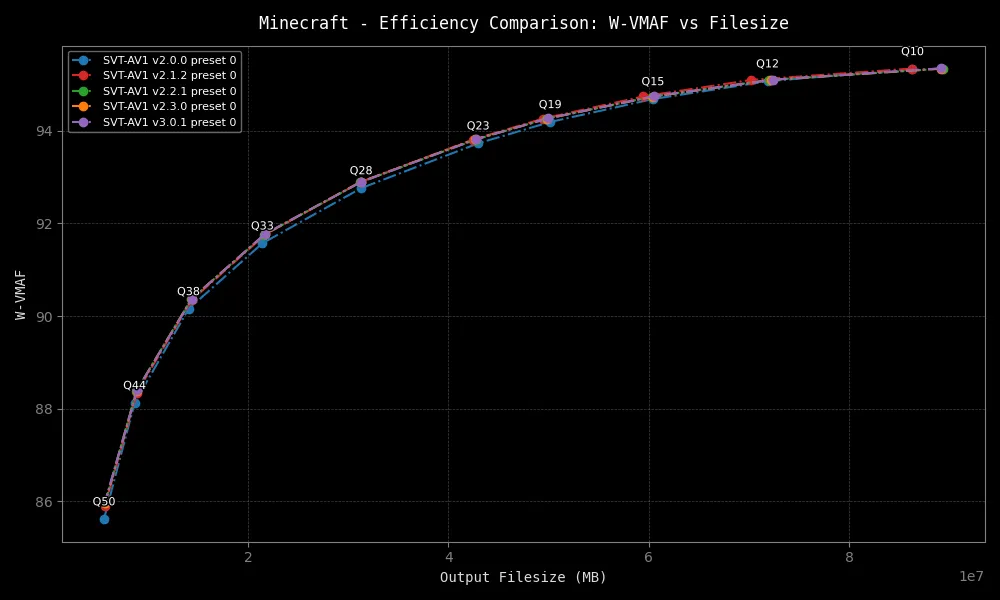 Minecraft - Efficiency Comparison: W-VMAF vs Filesize
SVT-AV1 v2.0.0 preset 0
SVT-AV1 v2.1.2 preset 0
SVT-AV1 v2.2.1 preset 0
SVT-AV1 v2.3.0 preset 0
SVT-AV1 v3.0.1 preset 0
Q10
Q12
Q15
Q19
Q23
Q28
Q33
Q38
Q44
Q50
94
92
90
88
86
W-VMAF
2
4
6
8
1e7
Output Filesize (MB)